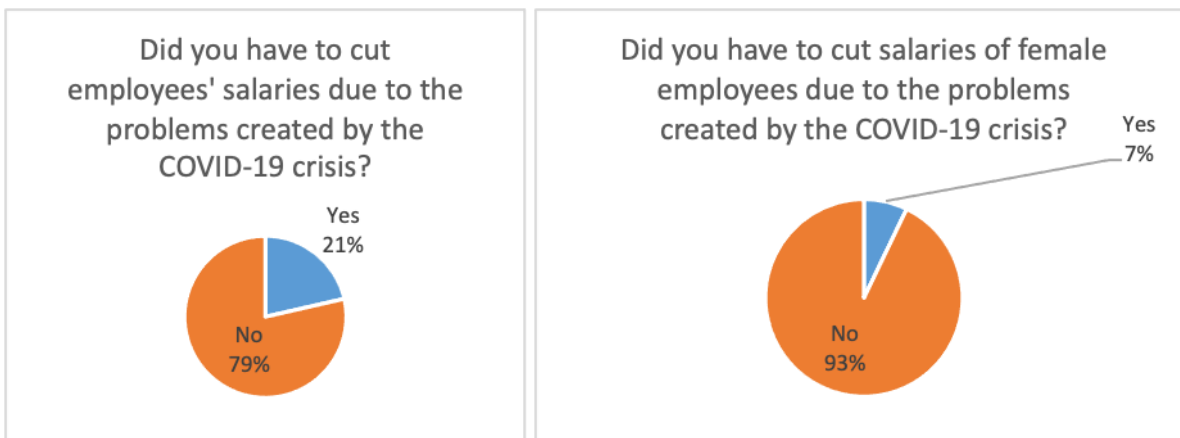 Did you have to cut
employees' salaries due to the
problems created by the
COVID-19 crisis?
Yes
21%
No
79%
Did you have to cut salaries of female
employees due to the problems
created by the COVID-19 crisis?
Yes
7%
No
93%